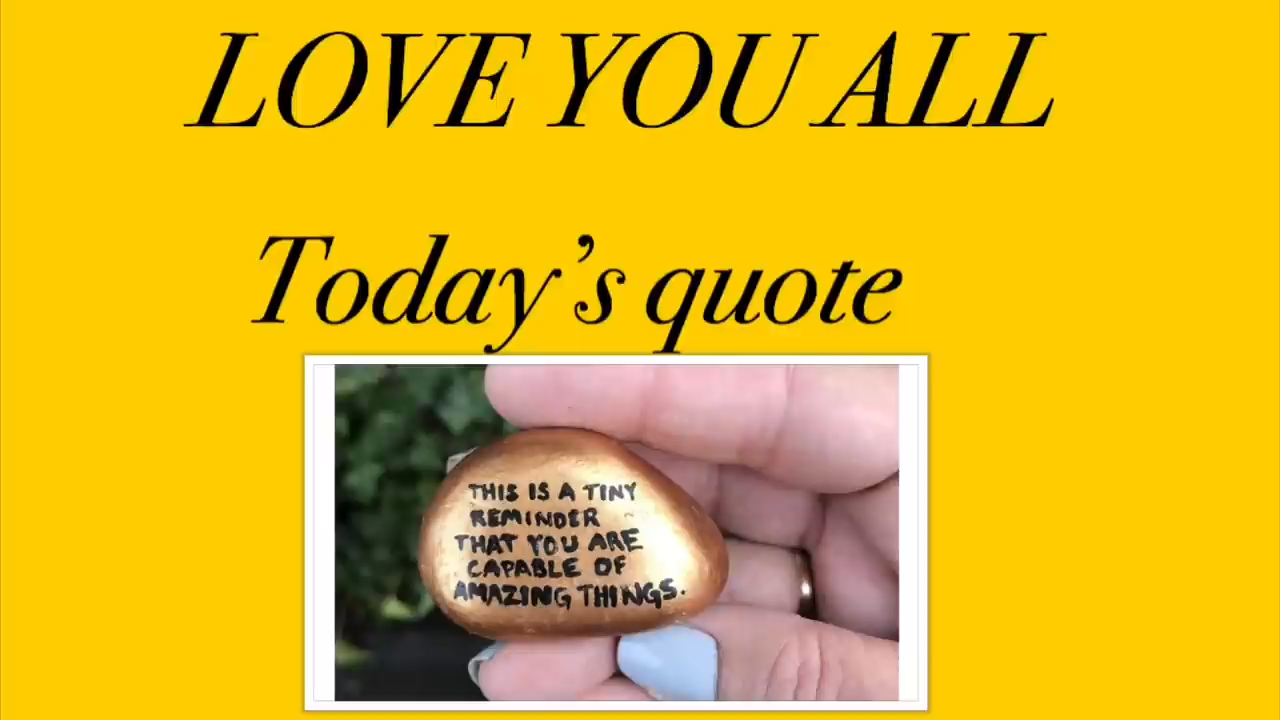 LOVE YOU ALL
Today’s quote
THIS IS A TINY
REMINDER
THAT YOU ARE
CAPABLE OF
AMAZING THINGS.